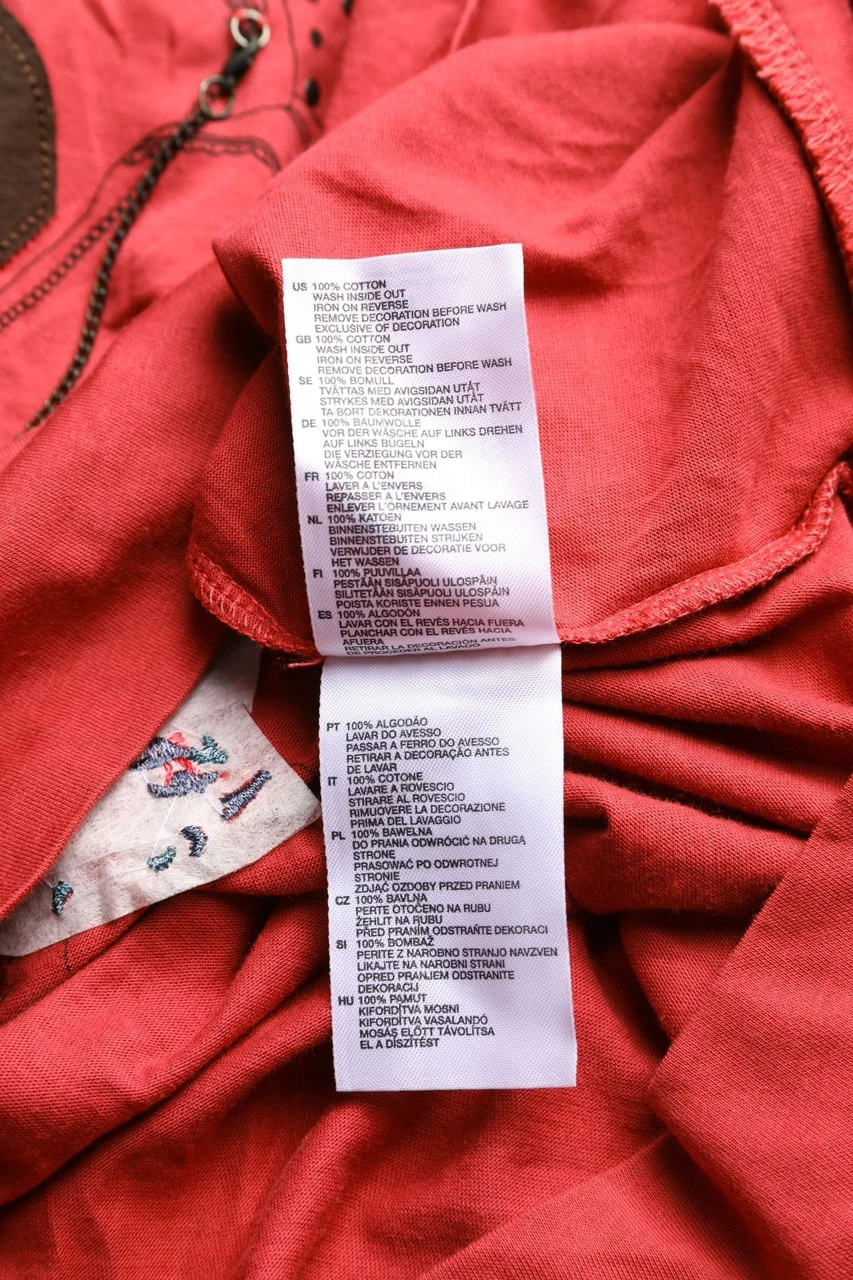 US 100% COTTON
WASH INSIDE OUT
IRON ON REVERSE
REMOVE DECORATION BEFORE WASH
EXCLUSIVE OF DECORATION
GB 100% COTTON
WASH INSIDE OUT
IRON ON REVERSE
REMOVE DECORATION BEFORE WASH
SE 100% BOMULL
TVÄTTAS MED AVIGSIDAN UTÅT
STRYKES MED AVIGSIDAN UTÅT
TA BORT DEKORATIONEN INNAN TVÄTT
DE 100% BAUMWOLLE
VOR DER WÄSCHE AUF LINKS DREHEN
AUF LINKS BÜGELN
DIE VERZIEGUNG VOR DER
WÄSCHE ENTFERNEN
FR 100% COTON
LAVER A L'ENVERS
REPASSER A L'ENVERS
ENLEVER L'ORNEMENT AVANT LAVAGE
NL 100% KATOEN
BINNENSTEBUITEN WASSEN
BINNENSTEBUITEN STRIJKEN
VERWIJDER DE DECORATIE VOOR
HET WASSEN
FI 100% PUUVILLAA
PESTÄÄN SISÄPUOLI ULOSPÄIN
SILITETÄÄN SISÄPUOLI ULOSPÄIN
POISTA KORISTE ENNEN PESUA
ES 100% ALGODÓN
LAVAR CON EL REVÉS HACIA FUERA
PLANCHAR CON EL REVÉS HACIA
AFUERA
RETIRAR LA DECORACIÓN ANTES
DE PROCEDER AL LAVADO
PT 100% ALGODÃO
LAVAR DO AVESSO
PASSAR A FERRO DO AVESSO
RETIRAR A DECORAÇÃO ANTES
DE LAVAR
IT 100% COTONE
LAVARE A ROVESCIO
STIRARE AL ROVESCIO
RIMUOVERE LA DECORAZIONE
PRIMA DEL LAVAGGIO
PL 100% BAWEŁNA
DO PRANIA ODWRÓCIĆ NA DRUGĄ
STRONĘ
PRASOWAĆ PO ODWROTNEJ
STRONIE
ZDJĄĆ OZDOBY PRZED PRANIEM
CZ 100% BAVLNA
PERTE OTOČENO NA RUBU
ŽEHLIT NA RUBU
PŘED PRANÍM ODSTRAŇTE DEKORACI
SI 100% BOMBAŽ
PERITE Z NAROBNO STRANJO NAVZVEN
LIKAJTE NA NAROBNI STRANI
OPRED PRANJEM ODSTRANITE
DEKORACIJ
HU 100% PAMUT
KIFORDÍTVA MOSNI
KIFORDÍTVA VASALANDÓ
MOSÁS ELŐTT TÁVOLÍTSA
EL A DÍSZÍTÉST